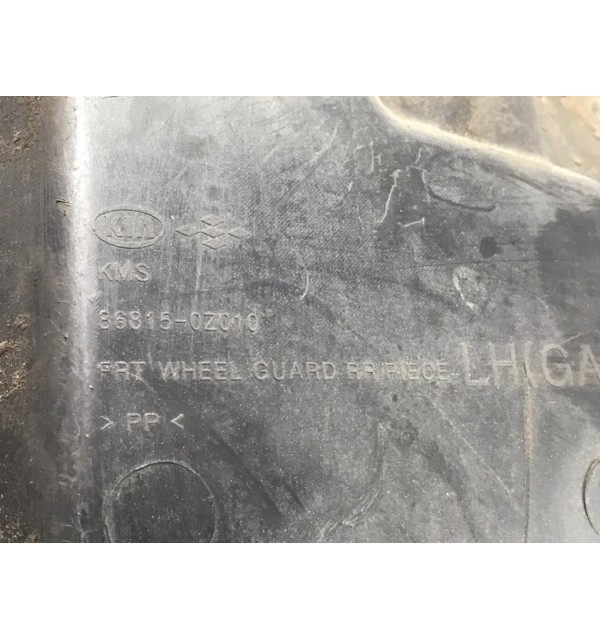 KIA
KMS
86815-0Z010
FRT WHEEL GUARD RR PIECE LH(GA
> PP <